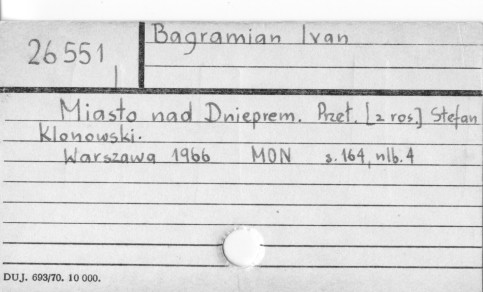 26551
Bagramian Ivan
Miasto nad Dnieprem. Przeł. [z ros.] Stefan
Klonowski.
Warszawa 1966 MON s. 164, nlb. 4
DUJ. 693/70. 10 000.